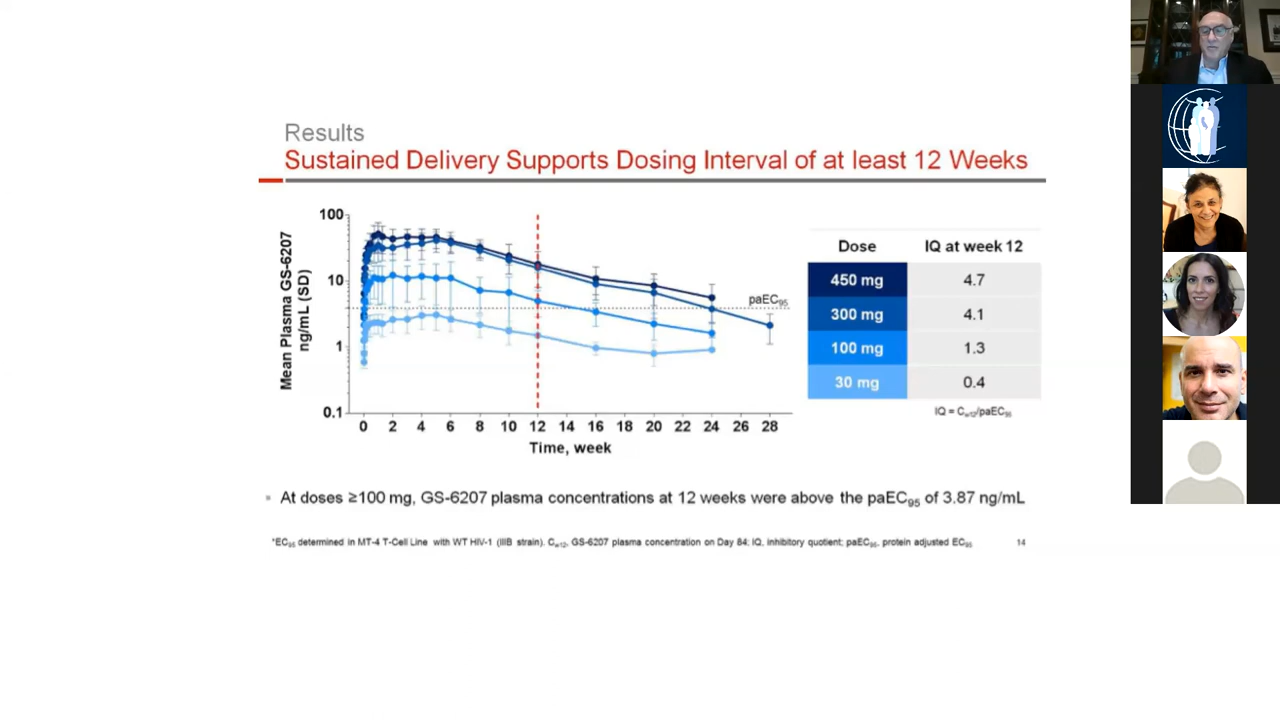 Results
Sustained Delivery Supports Dosing Interval of at least 12 Weeks
Mean Plasma GS-6207
ng/mL (SD)
100
10
1
0.1
paEC95
0 2 4 6 8 10 12 14 16 18 20 22 24 26 28
Time, week
Dose IQ at week 12
450 mg 4.7
300 mg 4.1
100 mg 1.3
30 mg 0.4
IQ = Cw12/paEC95
At doses ≥100 mg, GS-6207 plasma concentrations at 12 weeks were above the paEC95 of 3.87 ng/mL
*EC95 determined in MT-4 T-Cell Line with WT HIV-1 (IIIB strain). Cw12, GS-6207 plasma concentration on Day 84; IQ, inhibitory quotient; paEC95, protein adjusted EC95
14